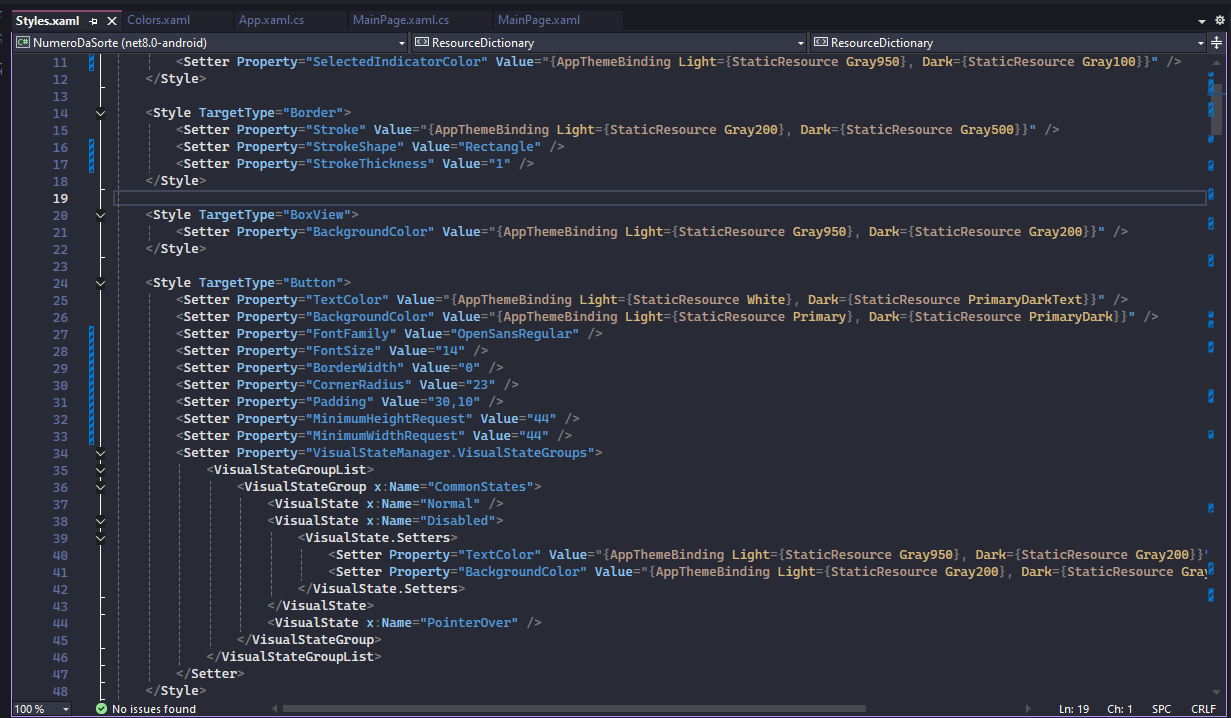 Styles.xaml Colors.xaml App.xaml.cs MainPage.xaml.cs MainPage.xaml
C# NumeroDaSorte (net8.0-android) ResourceDictionary ResourceDictionary
11 <Setter Property="SelectedIndicatorColor" Value="{AppThemeBinding Light={StaticResource Gray950}, Dark={StaticResource Gray100}}" />
12 </Style>
13
14 <Style TargetType="Border">
15 <Setter Property="Stroke" Value="{AppThemeBinding Light={StaticResource Gray200}, Dark={StaticResource Gray500}}" />
16 <Setter Property="StrokeShape" Value="Rectangle" />
17 <Setter Property="StrokeThickness" Value="1" />
18 </Style>
19
20 <Style TargetType="BoxView">
21 <Setter Property="BackgroundColor" Value="{AppThemeBinding Light={StaticResource Gray950}, Dark={StaticResource Gray200}}" />
22 </Style>
23
24 <Style TargetType="Button">
25 <Setter Property="TextColor" Value="{AppThemeBinding Light={StaticResource White}, Dark={StaticResource PrimaryDarkText}}" />
26 <Setter Property="BackgroundColor" Value="{AppThemeBinding Light={StaticResource Primary}, Dark={StaticResource PrimaryDark}}" />
27 <Setter Property="FontFamily" Value="OpenSansRegular" />
28 <Setter Property="FontSize" Value="14" />
29 <Setter Property="BorderWidth" Value="0" />
30 <Setter Property="CornerRadius" Value="23" />
31 <Setter Property="Padding" Value="30,10" />
32 <Setter Property="MinimumHeightRequest" Value="44" />
33 <Setter Property="MinimumWidthRequest" Value="44" />
34 <Setter Property="VisualStateManager.VisualStateGroups">
35 <VisualStateGroupList>
36 <VisualStateGroup x:Name="CommonStates">
37 <VisualState x:Name="Normal" />
38 <VisualState x:Name="Disabled">
39 <VisualState.Setters>
40 <Setter Property="TextColor" Value="{AppThemeBinding Light={StaticResource Gray950}, Dark={StaticResource Gray200}}"
41 <Setter Property="BackgroundColor" Value="{AppThemeBinding Light={StaticResource Gray200}, Dark={StaticResource Gray
42 </VisualState.Setters>
43 </VisualState>
44 <VisualState x:Name="PointerOver" />
45 </VisualStateGroup>
46 </VisualStateGroupList>
47 </Setter>
48 </Style>
100 % No issues found Ln: 19 Ch: 1 SPC CRLF